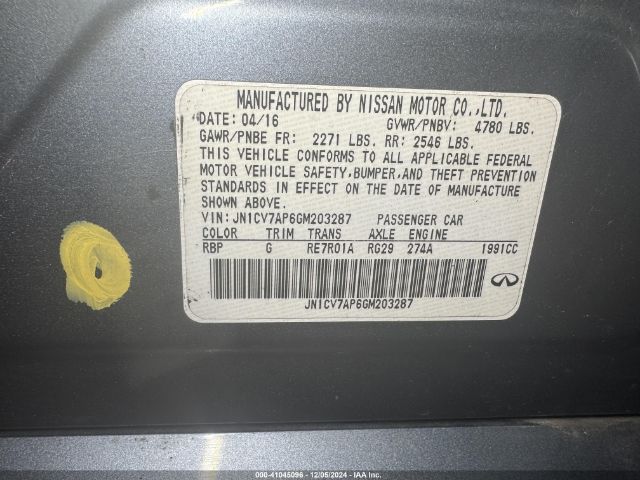 MANUFACTURED BY NISSAN MOTOR CO.,LTD.
DATE: 04/16 GVWR/PNBV: 4780 LBS.
GAWR/PNBE FR: 2271 LBS. RR: 2546 LBS.
THIS VEHICLE CONFORMS TO ALL APPLICABLE FEDERAL
MOTOR VEHICLE SAFETY,BUMPER,AND THEFT PREVENTION
STANDARDS IN EFFECT ON THE DATE OF MANUFACTURE
SHOWN ABOVE.
VIN:JN1CV7AP6GM203287 PASSENGER CAR
COLOR TRIM TRANS AXLE ENGINE
RBP G RE7R01A RG29 274A 1991CC
JN1CV7AP6GM203287
000-41045096 - 12/05/2024 - IAA Inc.